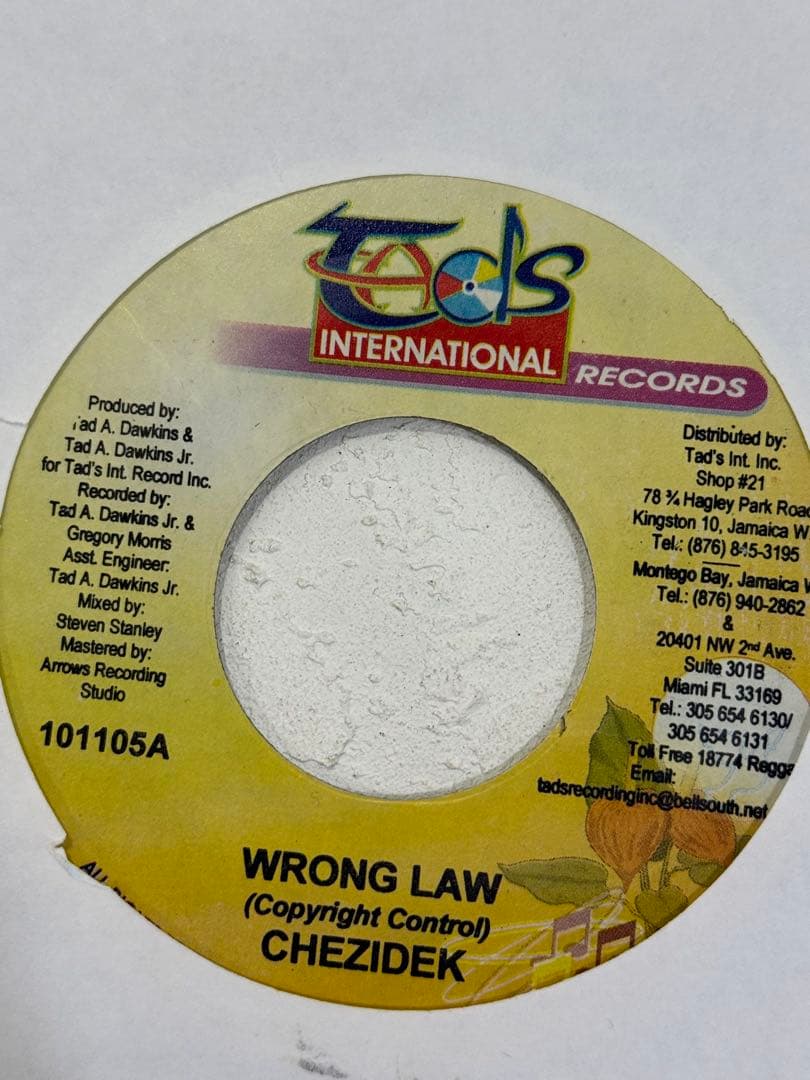 Tads
INTERNATIONAL
RECORDS
Produced by:
Tad A. Dawkins &
Tad A. Dawkins Jr.
for Tad's Int. Record Inc.
Recorded by:
Tad A. Dawkins Jr. &
Gregory Morris
Asst. Engineer:
Tad A. Dawkins Jr.
Mixed by:
Steven Stanley
Mastered by:
Arrows Recording
Studio
101105A
Distributed by:
Tad's Int. Inc.
Shop #21
78 ¾ Hagley Park Road
Kingston 10, Jamaica W
Tel.: (876) 845-3195
Montego Bay, Jamaica
Tel.: (876) 940-2862
&
20401 NW 2nd Ave.
Suite 301B
Miami FL 33169
Tel.: 305 654 6130/
305 654 6131
Toll Free 18774 Regga
Email:
tadsrecordinginc@bellsouth.net
WRONG LAW
(Copyright Control)
CHEZIDEK
ALL